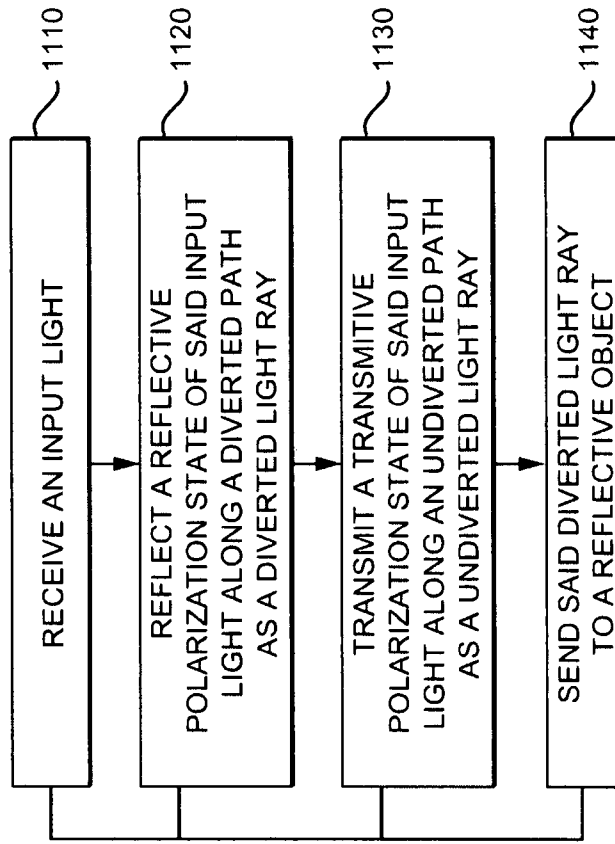 RECEIVE AN INPUT LIGHT
1110
REFLECT A REFLECTIVE
POLARIZATION STATE OF SAID INPUT
LIGHT ALONG A DIVERTED PATH
AS A DIVERTED LIGHT RAY
1120
TRANSMIT A TRANSMITIVE
POLARIZATION STATE OF SAID INPUT
LIGHT ALONG AN UNDIVERTED PATH
AS A UNDIVERTED LIGHT RAY
1130
SEND SAID DIVERTED LIGHT RAY
TO A REFLECTIVE OBJECT
1140